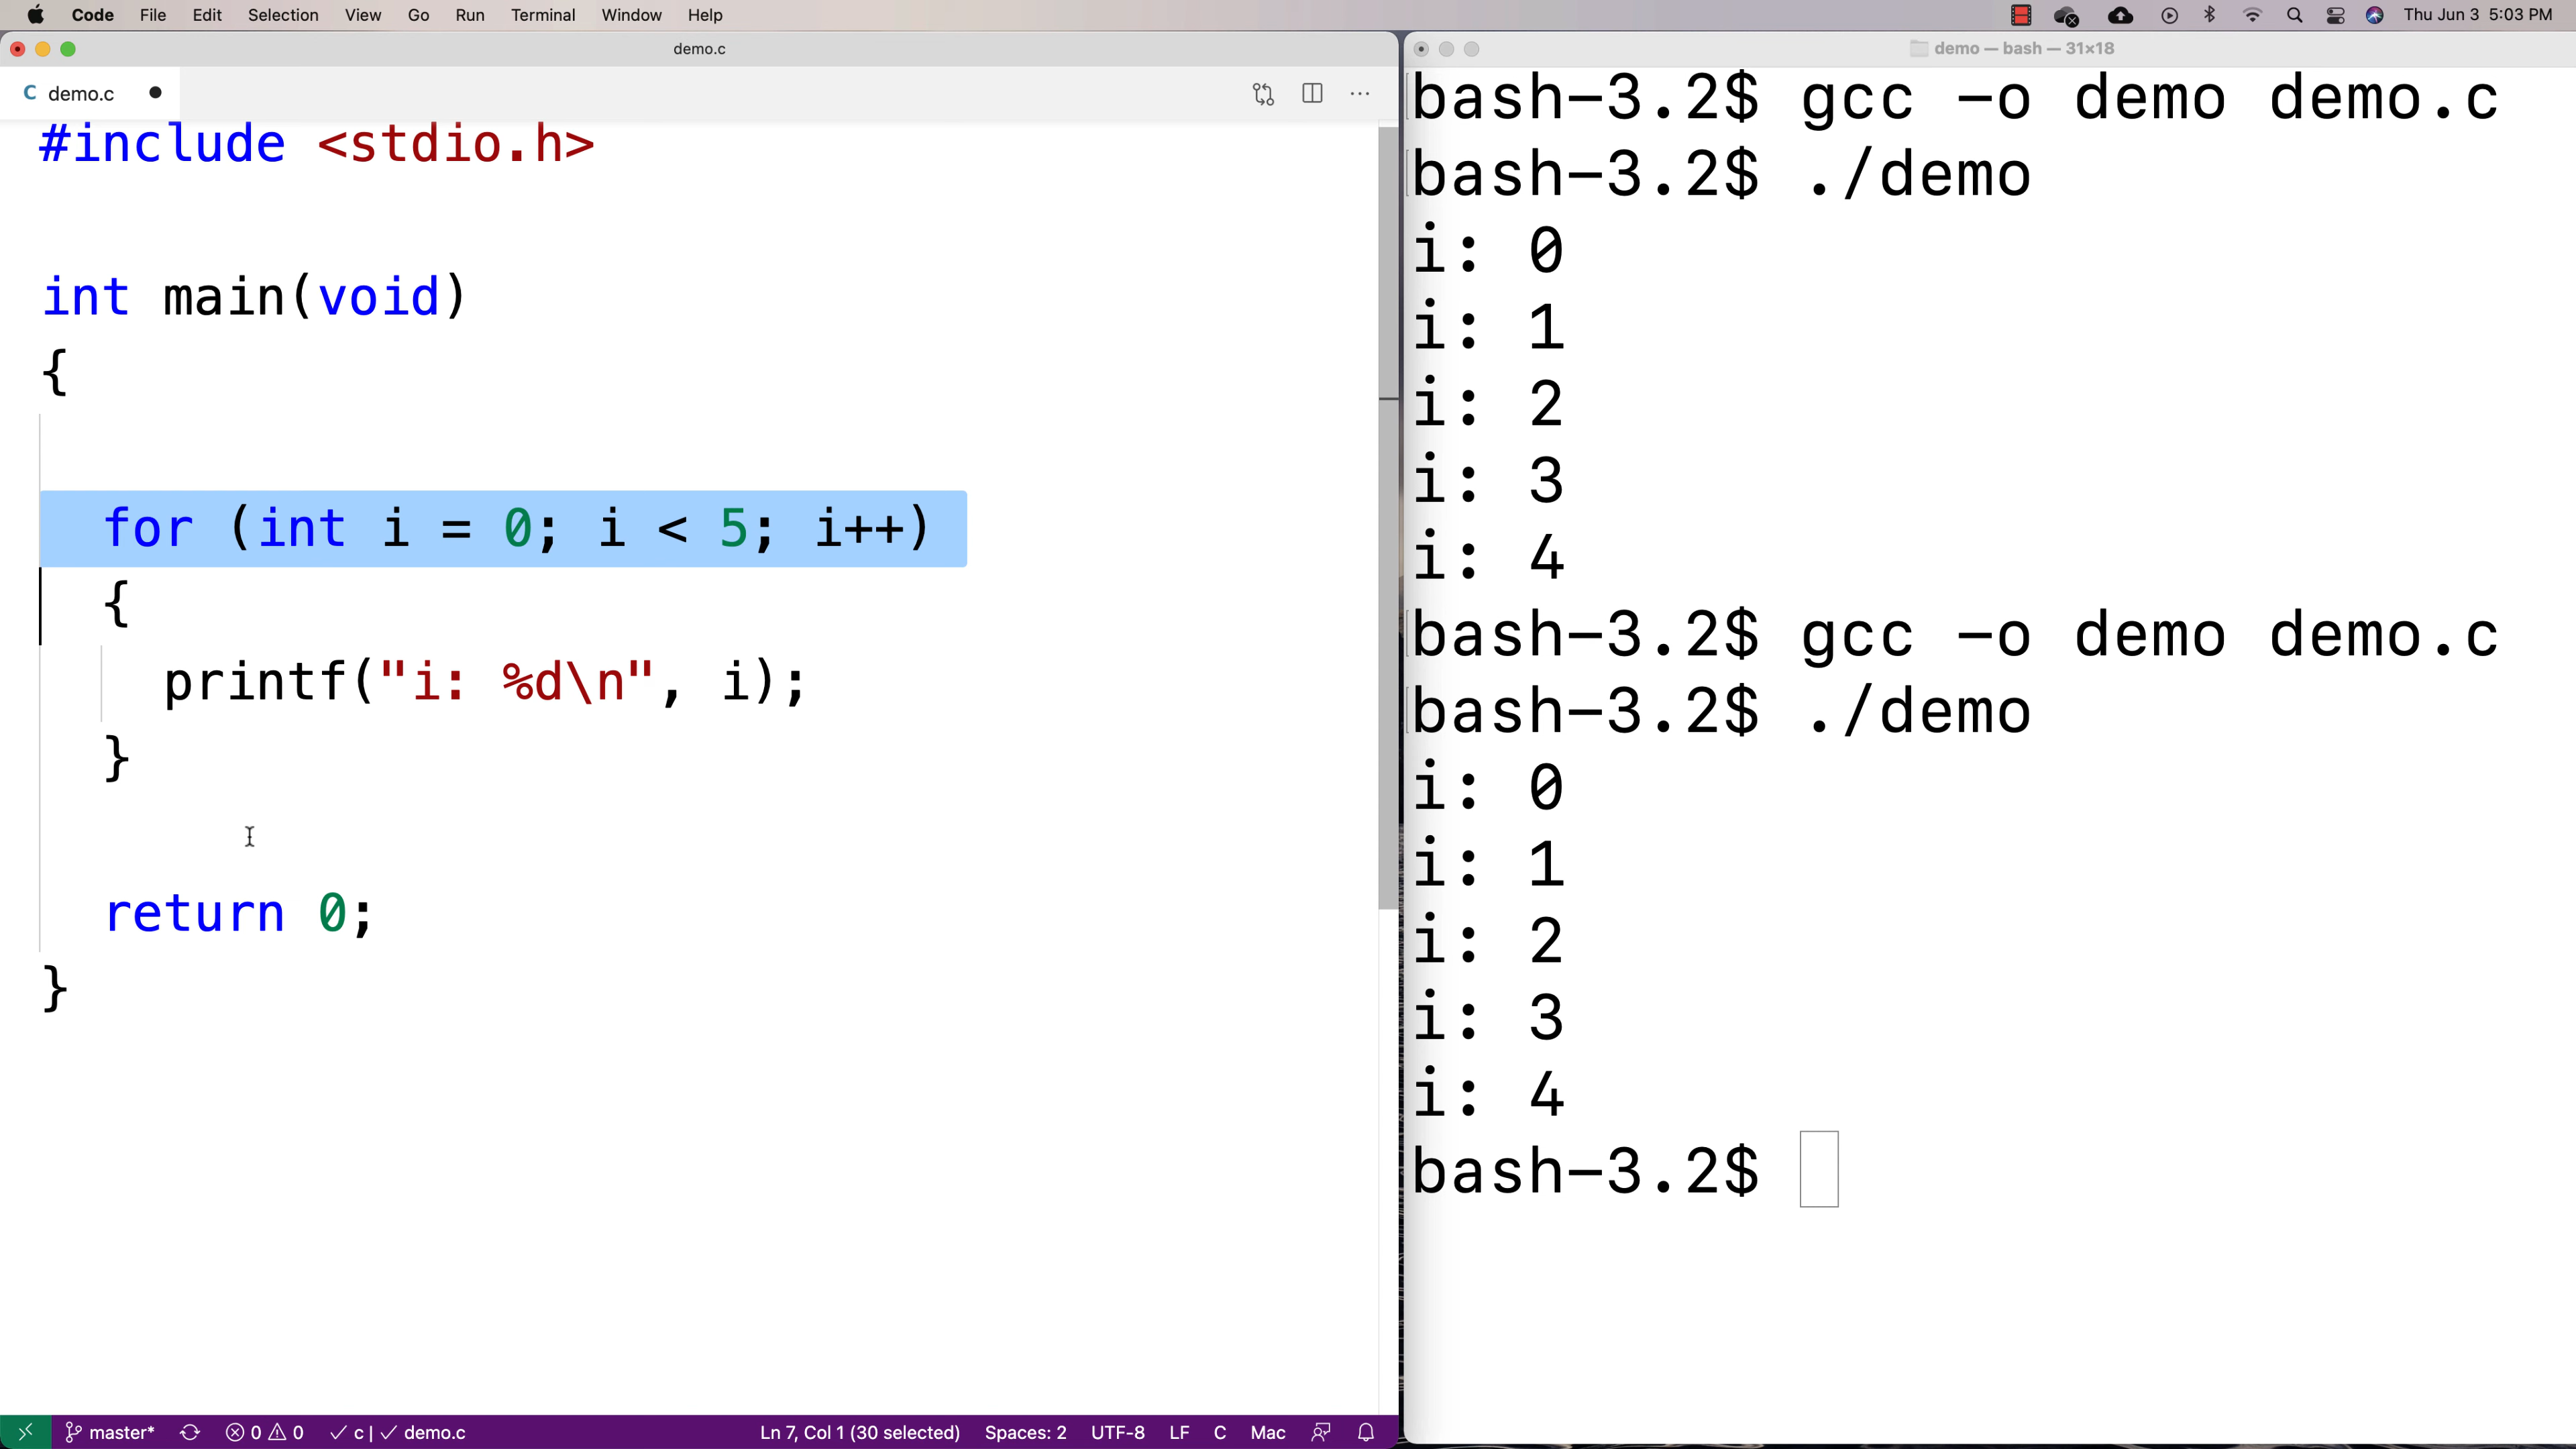 Code File Edit Selection View Go Run Terminal Window Help
Thu Jun 3 5:03 PM
demo.c
C demo.c
#include <stdio.h>
int main(void)
{
for (int i = 0; i < 5; i++)
{
printf("i: %d\n", i);
}
return 0;
}
master* 0 0 c | demo.c
Ln 7, Col 1 (30 selected) Spaces: 2 UTF-8 LF C Mac
demo — bash — 31×18
bash-3.2$ gcc -o demo demo.c
bash-3.2$ ./demo
i: 0
i: 1
i: 2
i: 3
i: 4
bash-3.2$ gcc -o demo demo.c
bash-3.2$ ./demo
i: 0
i: 1
i: 2
i: 3
i: 4
bash-3.2$